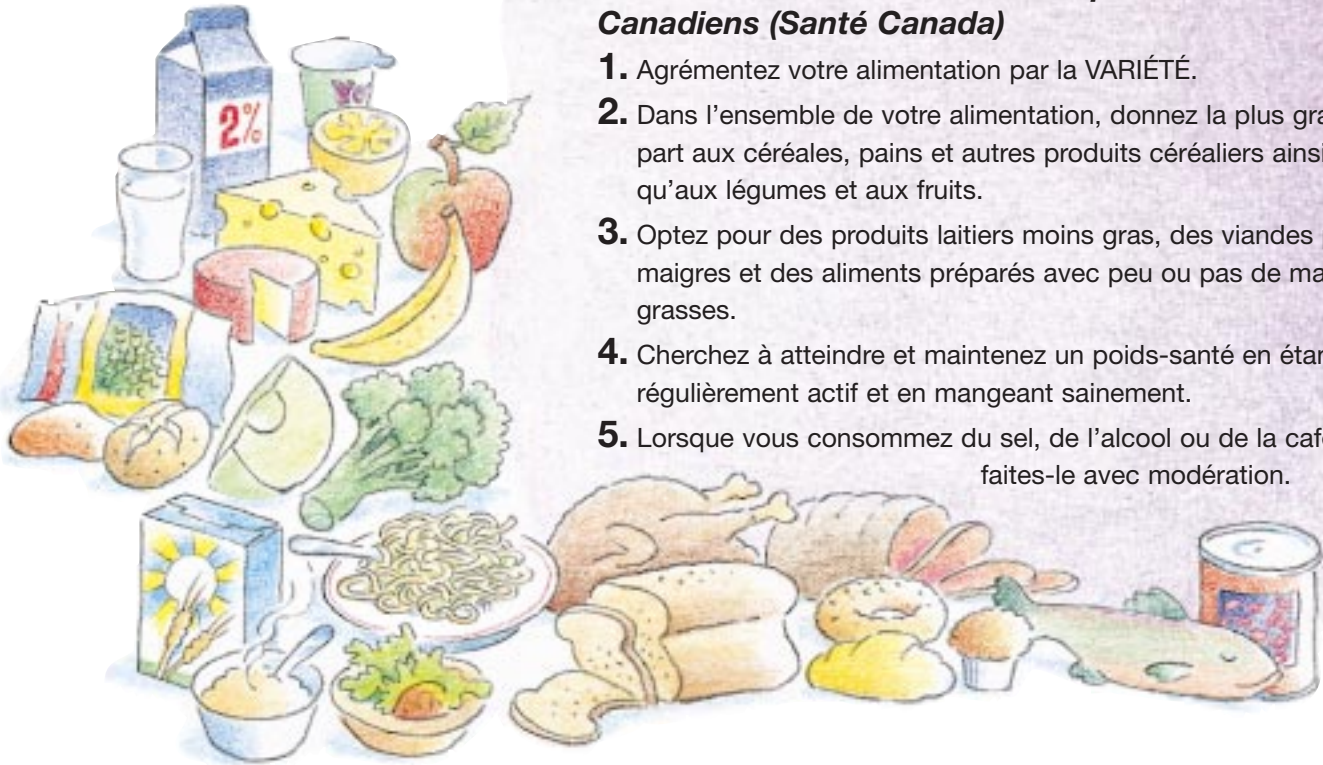 Canadiens (Santé Canada)
1. Agrémentez votre alimentation par la VARIÉTÉ.
2. Dans l’ensemble de votre alimentation, donnez la plus
part aux céréales, pains et autres produits céréaliers ainsi
qu’aux légumes et aux fruits.
3. Optez pour des produits laitiers moins gras, des viandes
maigres et des aliments préparés avec peu ou pas de
grasses.
4. Cherchez à atteindre et maintenez un poids-santé en
régulièrement actif et en mangeant sainement.
5. Lorsque vous consommez du sel, de l’alcool ou de la
faites-le avec modération.
2%